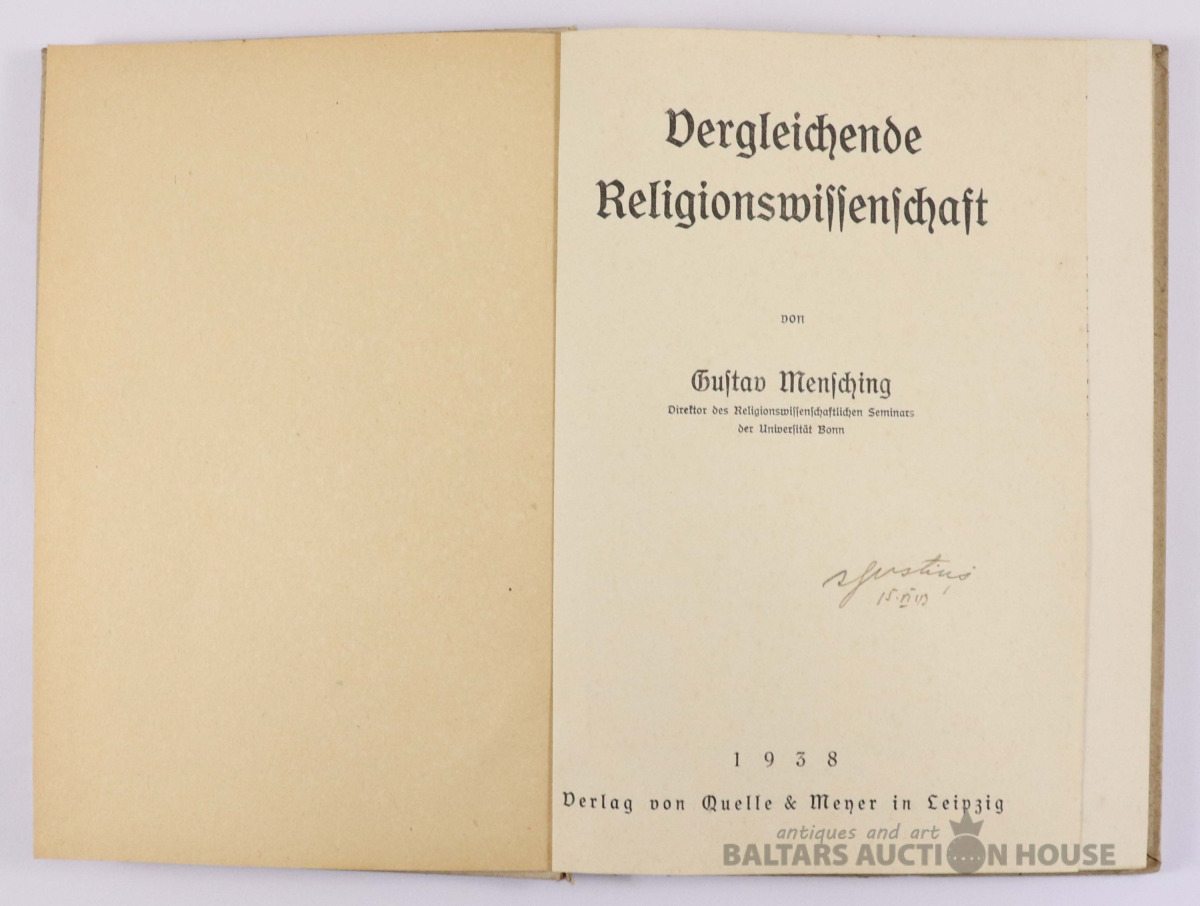 Vergleichende
Religionswissenschaft
von
Gustav Mensching
Direktor des Religionswissenschaftlichen Seminars
der Universität Bonn
1938
Verlag von Quelle & Meyer in Leipzig
antiques and art
BALTARS AUCTION HOUSE